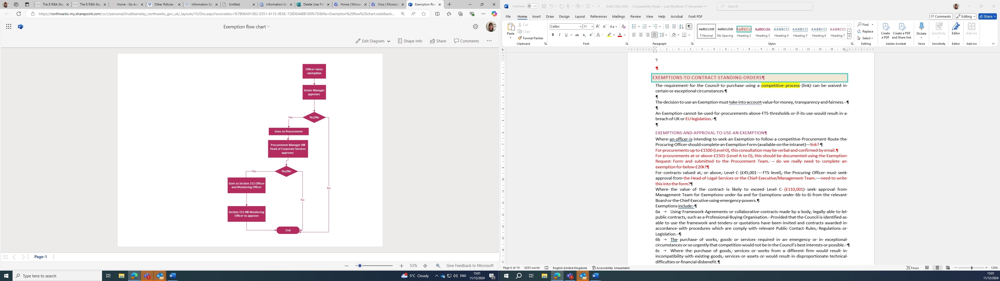 The 8 RIBA Stag
The 8 RIBA Stag
Home - Go Awa
Other Policies –
Information Sec
Untitled
Information-Se
Delete User For
Home | Microso
Visio | Microsof
Exemption flow
https://northwarks-my.sharepoint.com/:u:/r/personal/trudibarnsley_northwarks_gov_uk/_layouts/15/Doc.aspx?sourcedoc=%7B06A913B2-E551-4115-9EAE-728D044BB100%7D&file=Exemption%20flow%20chart.vsdx&acti...
Exemption flow chart
Edit Diagram
Shape Info
Share
Comments
Officer raises
exemption
Senior Manager
approves
Yes
Yes/No
Goes to Procurement
Procurement Manager OR
Head of Corporate Services
approves
Yes
Yes/No
Goes to Section 151 Officer
and Monitoring Officer
No
No
Section 151 OR Monitoring
Officer to approve
End
Page-1
53%
Give Feedback to Microsoft
Type here to search
5°C Cloudy
ENG
15:01
11/12/2024
21
AutoSave
Off
Draft CSOs 2024 - Compatibility Mode • Last Modified: 27 November
Search
File
Home
Insert
Draw
Design
Layout
References
Mailings
Review
View
Help
Acrobat
Foxit PDF
Comments
Editing
Share
Paste
Cut
Copy
Format Painter
Clipboard
Calibri
11
Font
Paragraph
AaBbCcDdI
¶ Normal
AaBbCcDdI
No Spacing
AaBbCcI
Heading 2
AaBbCcDc
Heading 3
AABBCCI
Heading 4
AABBCCI
Heading 5
AABBCCI
Heading 6
AABBCCI
Heading 7
Styles
Find
Replace
Select
Editing
Create
a PDF
Create a PDF
and Share link
Adobe Acrobat
Dictate
Voice
Sensitivity
Sensitivity
Editor
Editor
Add-ins
Add-ins
EXEMPTIONS·TO·CONTRACT·STANDING·ORDERS¶
The requirement for the Council to purchase using a competitive process (link) can be waived in
certain or exceptional circumstances ¶
¶
The decision to use an Exemption must take into account value for money, transparency and fairness. ¶
¶
An Exemption cannot be used for procurements above FTS thresholds or if its use would result in a
breach of UK or EU legislation. ¶
¶
EXEMPTIONS·AND·APPROVAL·TO·USE·AN·EXEMPTION¶
Where an officer is intending to seek an Exemption to follow a competitive Procurement Route the
Procuring Officer should complete an Exemption Form (available on the intranet) – link? ¶
For procurements up to £1500 (Level 0), this consultation may be verbal and confirmed by email.¶
For procurements at or above £1501 (Level A to D), this should be documented using the Exemption
Request Form and submitted to the Procurement Team. – do we really need to complete an
exemption for below £20k?¶
For contracts valued at, or above, Level C (£45,001 – FTS level), the Procuring Officer must seek
approval from the Head of Legal Services or the Chief Executive/Management Team. – need to write
this into the form?¶
Where the value of the contract is likely to exceed Level C (£110,001) seek approval from
Management Team for Exemptions under 6a and for Exemptions under 6b to 6i from the relevant
Board or the Chief Executive using emergency powers.¶
Exemptions include:-¶
6a → Using Framework Agreements or collaborative contracts made by a body, legally able to let
public contracts, such as a Professional Buying Organisation. Provided that the Council is identified as
able to use the framework and tenders or quotations have been invited and contracts awarded in
accordance with procedures which are comply with relevant Public Contact Rules, Regulations or
Legislation. ¶
6b → The purchase of works, goods or services required in an emergency or in exceptional
circumstances or so urgently that competition would not be in the Council's best interests or possible. ¶
6c → Where the purchase of goods, services or works from a different firm would result in
incompatibility with existing goods, services or assets or would result in disproportionate technical
difficulties or financial disbenefit.¶
Page 6 of 19
8293 words
English (United Kingdom)
Accessibility: Unavailable
Focus
120%
15:01
11/12/2024